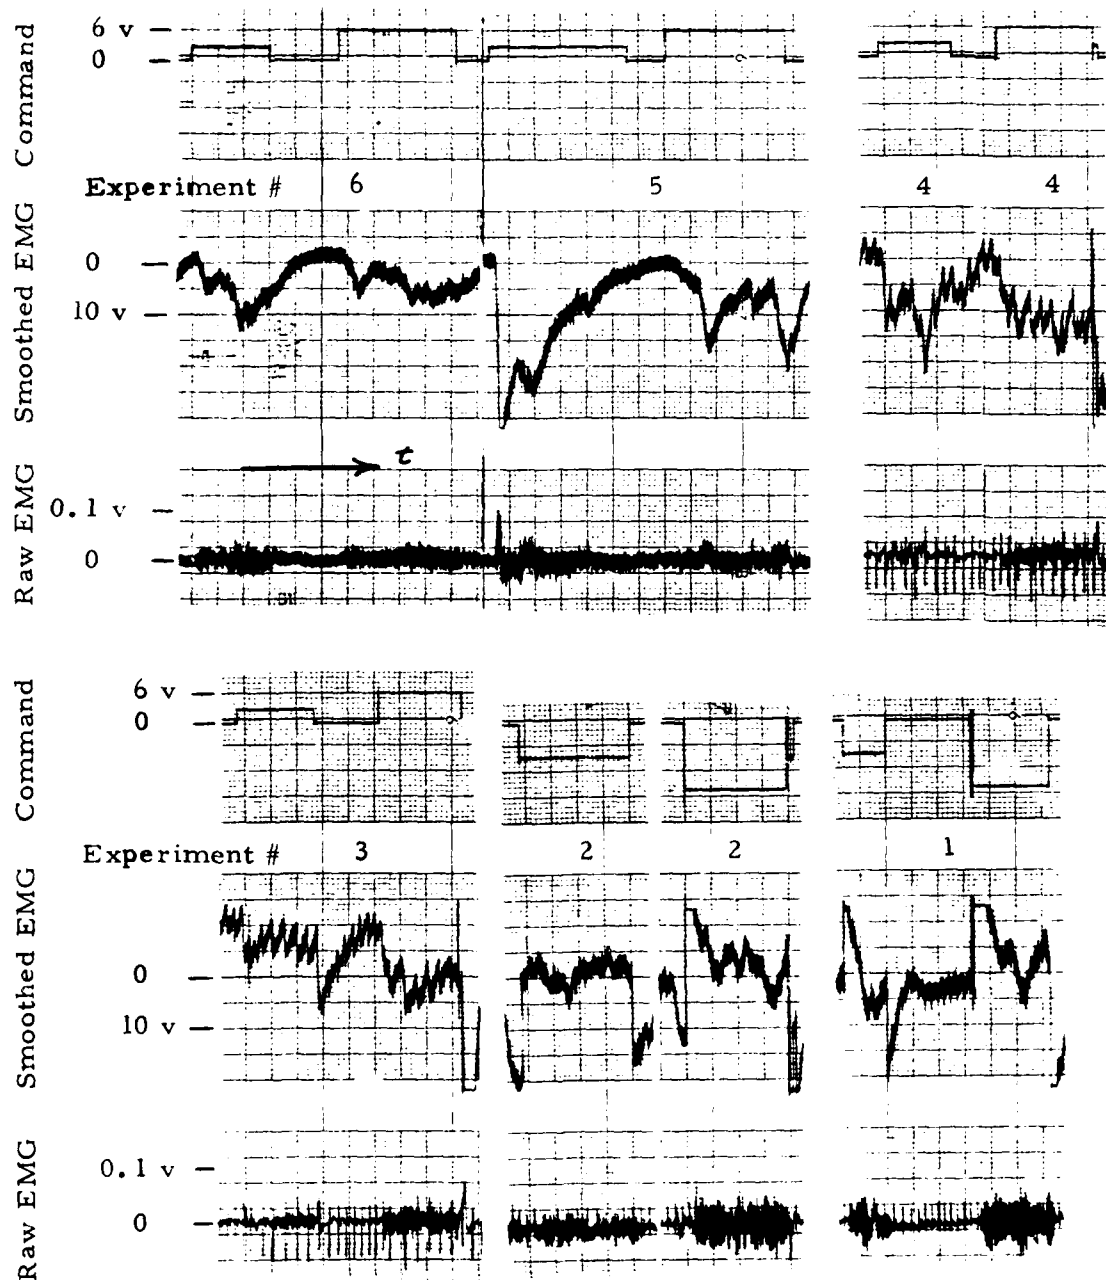 Command
6 v
0
Experiment # 6 5 4 4
Smoothed EMG
0
10 v
t
Raw EMG
0.1 v
0
Command
6 v
0
Experiment # 3 2 2 1
Smoothed EMG
0
10 v
Raw EMG
0.1 v
0